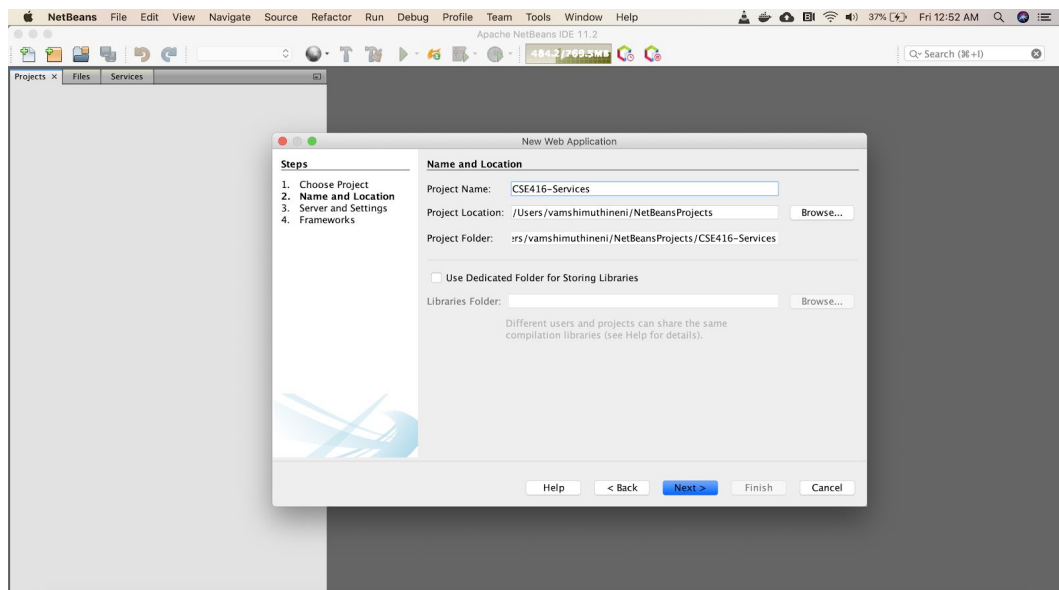 NetBeans File Edit View Navigate Source Refactor Run Debug Profile Team Tools Window Help 37% Fri 12:52 AM
Apache NetBeans IDE 11.2
484.2/769.5MB
Search (⌘+I)
Projects Files Services
New Web Application
Steps
1. Choose Project
2. Name and Location
3. Server and Settings
4. Frameworks
Name and Location
Project Name: CSE416-Services
Project Location: /Users/vamshimuthineni/NetBeansProjects Browse...
Project Folder: ers/vamshimuthineni/NetBeansProjects/CSE416-Services
Use Dedicated Folder for Storing Libraries
Libraries Folder: Browse...
Different users and projects can share the same
compilation libraries (see Help for details).
Help < Back Next > Finish Cancel